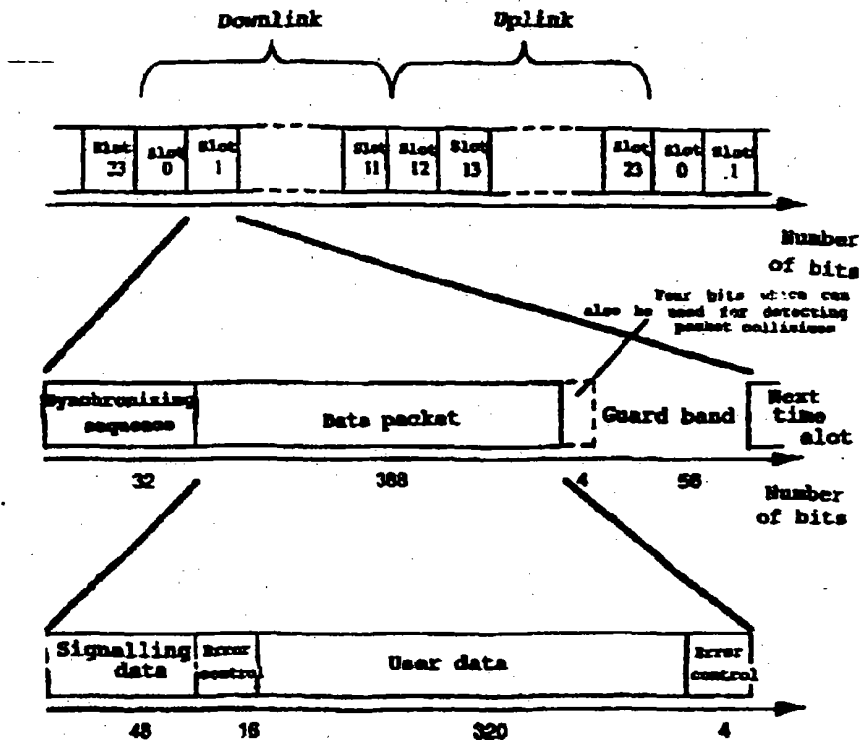 Downlink Uplink
Slot 23 Slot 0 Slot 1 Slot 11 Slot 12 Slot 13 Slot 23 Slot 0 Slot .1
Number
of bits
Four bits which can
also be used for detecting
packet collisions
Synchronizing
sequence
Data packet
Guard band
Next
time
slot
32 388 4 56
Number
of bits
Signalling
data
Error
control
User data
Error
control
48 16 320 4